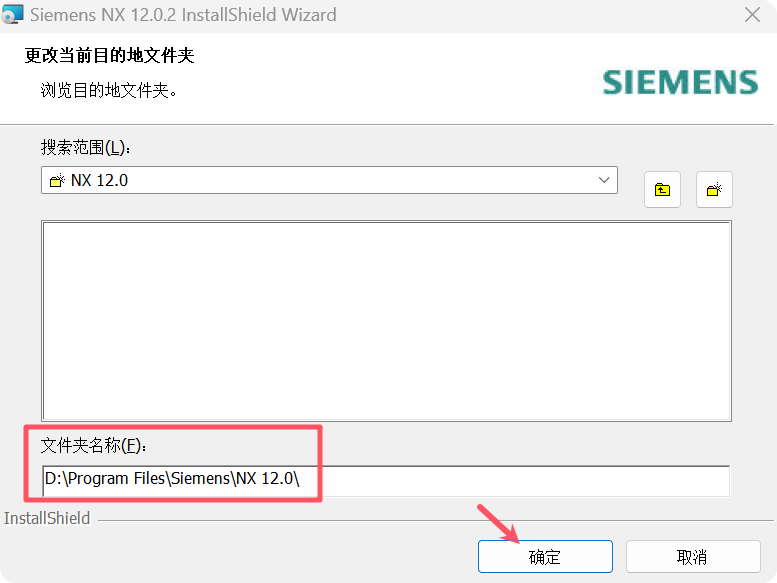 Siemens NX 12.0.2 InstallShield Wizard
更改当前目的地文件夹
浏览目的地文件夹。
SIEMENS
搜索范围(L):
NX 12.0
文件夹名称(F):
D:\Program Files\Siemens\NX 12.0\
InstallShield
确定
取消